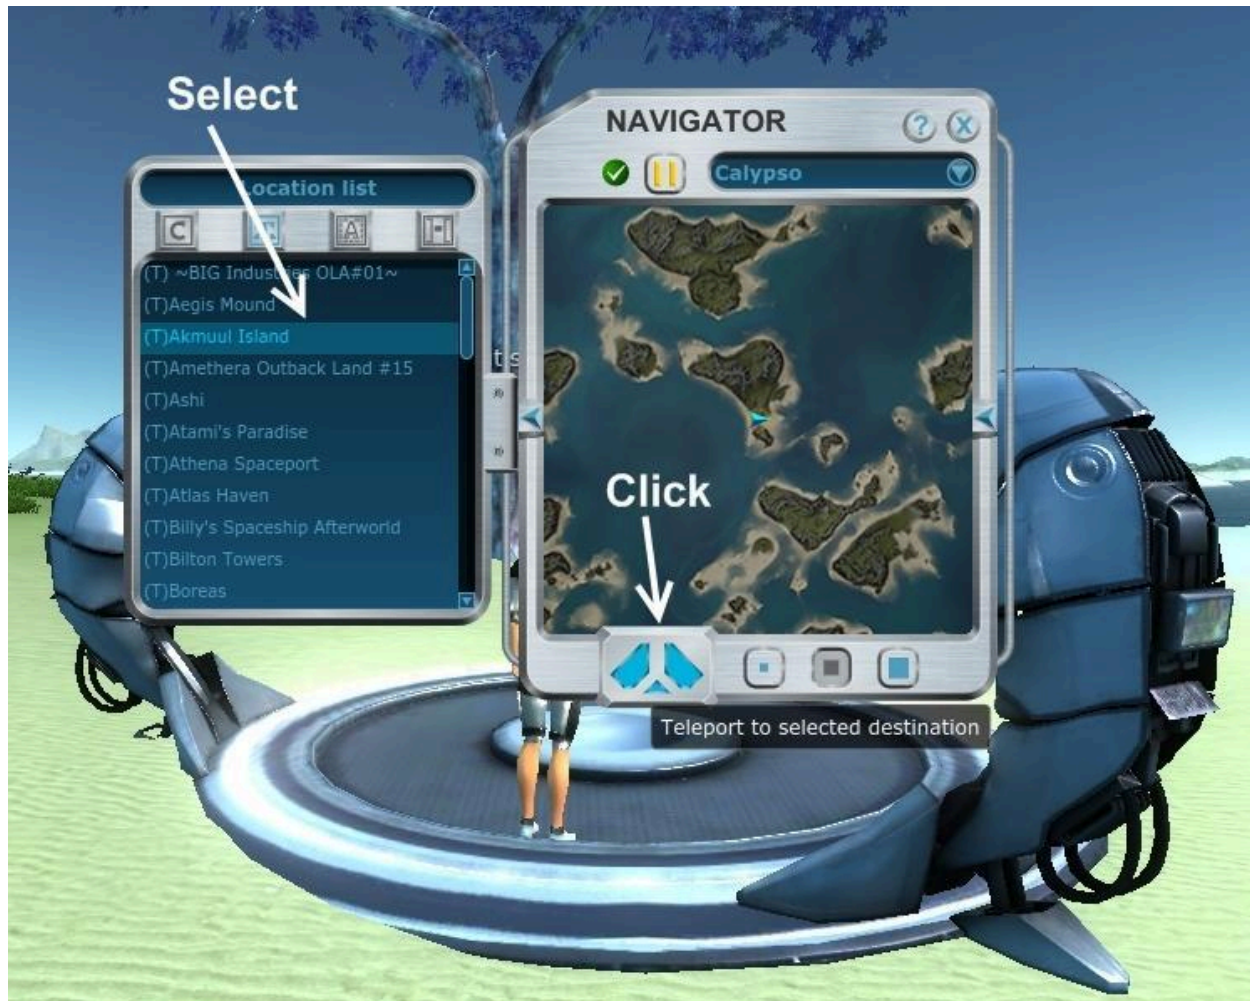 Select
NAVIGATOR
?
X
Calypso
Location list
C
A
(T) ~BIG Industries OLA#01~
(T)Aegis Mound
(T)Akmuul Island
(T)Amethera Outback Land #15
(T)Ashi
(T)Atami's Paradise
(T)Athena Spaceport
(T)Atlas Haven
(T)Billy's Spaceship Afterworld
(T)Bilton Towers
(T)Boreas
Click
Teleport to selected destination